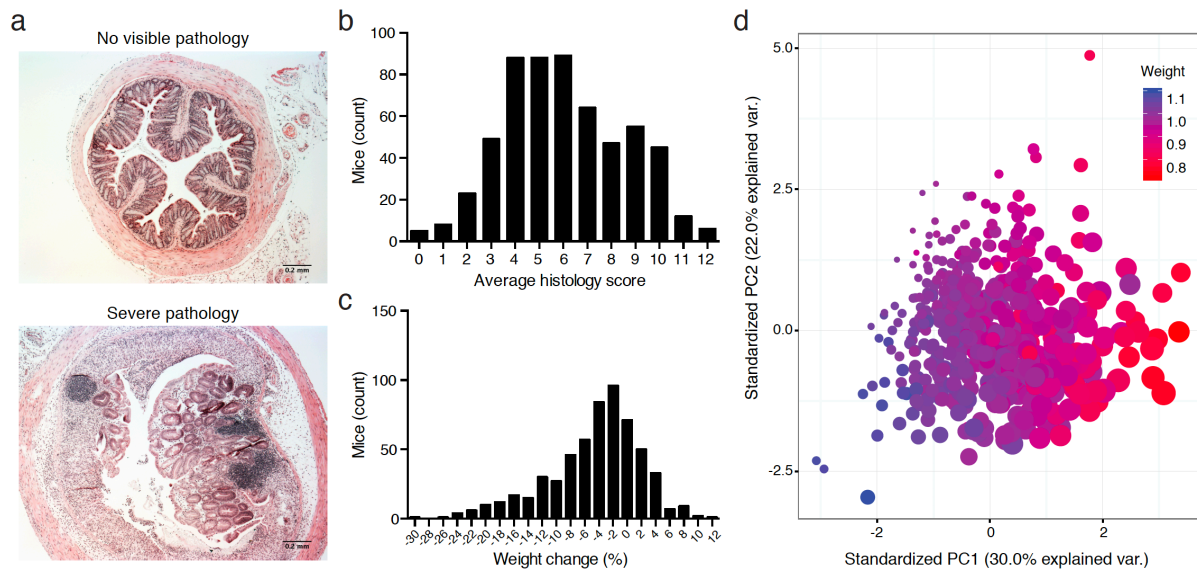 a
No visible pathology
0.2 mm
Severe pathology
0.2 mm
b
100
80
60
40
20
0
Mice (count)
0 1 2 3 4 5 6 7 8 9 10 11 12
Average histology score
c
150
100
50
0
Mice (count)
-30 -28 -26 -24 -22 -20 -18 -16 -14 -12 -10 -8 -6 -4 -2 0 2 4 6 8 10 12
Weight change (%)
d
5.0
2.5
0.0
-2.5
Standardized PC2 (22.0% explained var.)
Weight
1.1
1.0
0.9
0.8
-2 0 2
Standardized PC1 (30.0% explained var.)